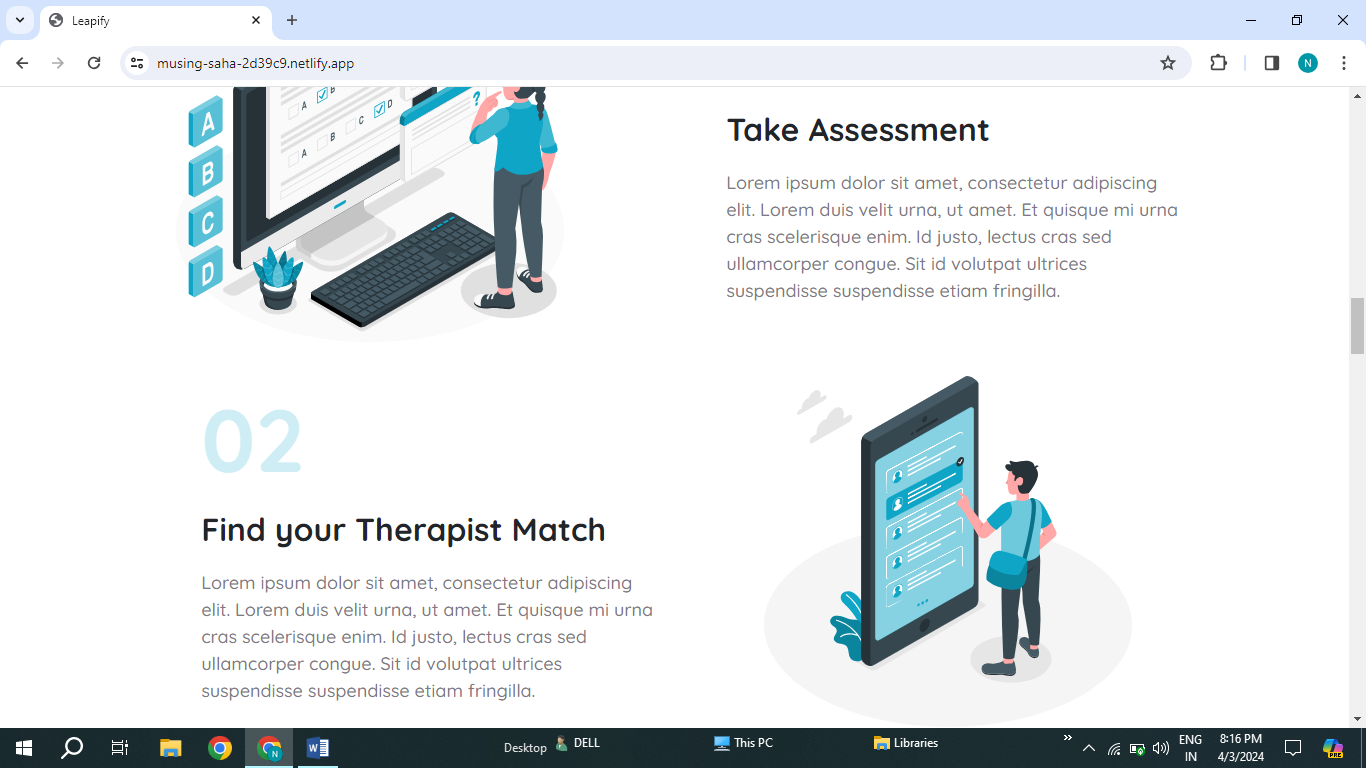 Leapify
musing-saha-2d39c9.netlify.app
N
A
B
C
D
A
B
C
D
A
B
?
Take Assessment
Lorem ipsum dolor sit amet, consectetur adipiscing
elit. Lorem duis velit urna, ut amet. Et quisque mi urna
cras scelerisque enim. Id justo, lectus cras sed
ullamcorper congue. Sit id volutpat ultrices
suspendisse suspendisse etiam fringilla.
02
Find your Therapist Match
Lorem ipsum dolor sit amet, consectetur adipiscing
elit. Lorem duis velit urna, ut amet. Et quisque mi urna
cras scelerisque enim. Id justo, lectus cras sed
ullamcorper congue. Sit id volutpat ultrices
suspendisse suspendisse etiam fringilla.
N
W
Desktop
DELL
This PC
Libraries
ENG
IN
8:16 PM
4/3/2024
PRE